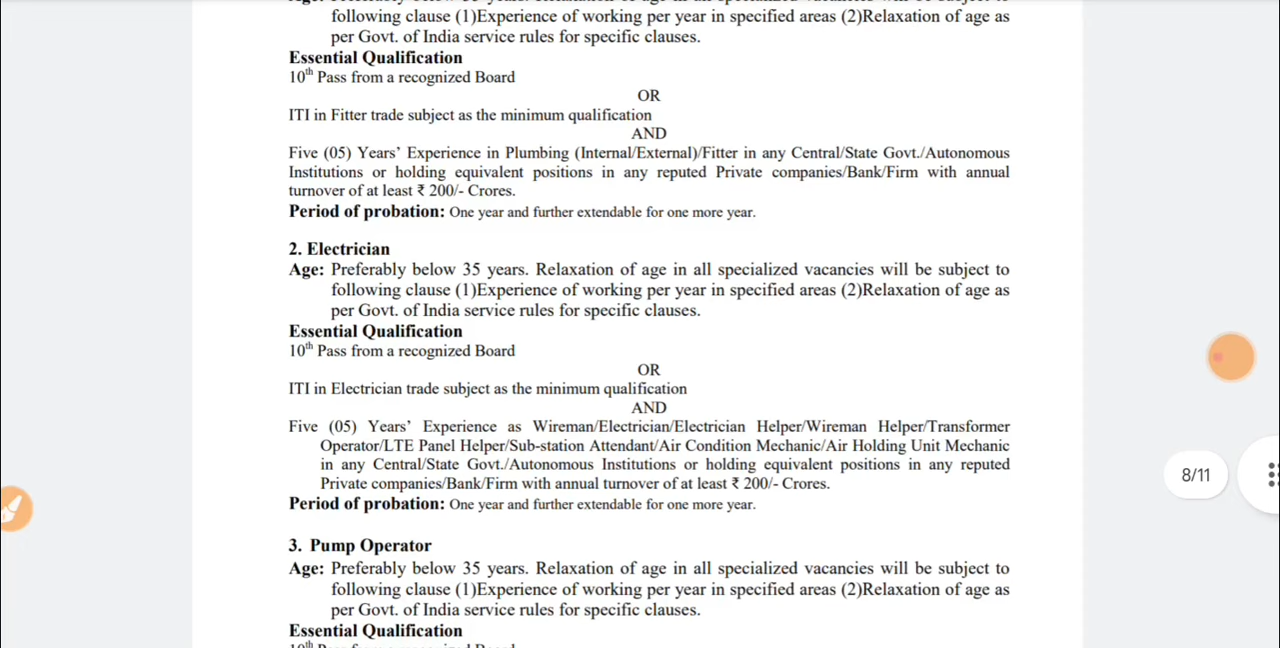 following clause (1)Experience of working per year in specified areas (2)Relaxation of age as
per Govt. of India service rules for specific clauses.
Essential Qualification
10th Pass from a recognized Board
OR
ITI in Fitter trade subject as the minimum qualification
AND
Five (05) Years’ Experience in Plumbing (Internal/External)/Fitter in any Central/State Govt./Autonomous
Institutions or holding equivalent positions in any reputed Private companies/Bank/Firm with annual
turnover of at least ₹ 200/- Crores.
Period of probation: One year and further extendable for one more year.
2. Electrician
Age: Preferably below 35 years. Relaxation of age in all specialized vacancies will be subject to
following clause (1)Experience of working per year in specified areas (2)Relaxation of age as
per Govt. of India service rules for specific clauses.
Essential Qualification
10th Pass from a recognized Board
OR
ITI in Electrician trade subject as the minimum qualification
AND
Five (05) Years’ Experience as Wireman/Electrician/Electrician Helper/Wireman Helper/Transformer
Operator/LTE Panel Helper/Sub-station Attendant/Air Condition Mechanic/Air Holding Unit Mechanic
in any Central/State Govt./Autonomous Institutions or holding equivalent positions in any reputed
Private companies/Bank/Firm with annual turnover of at least ₹ 200/- Crores.
Period of probation: One year and further extendable for one more year.
8/11
3. Pump Operator
Age: Preferably below 35 years. Relaxation of age in all specialized vacancies will be subject to
following clause (1)Experience of working per year in specified areas (2)Relaxation of age as
per Govt. of India service rules for specific clauses.
Essential Qualification